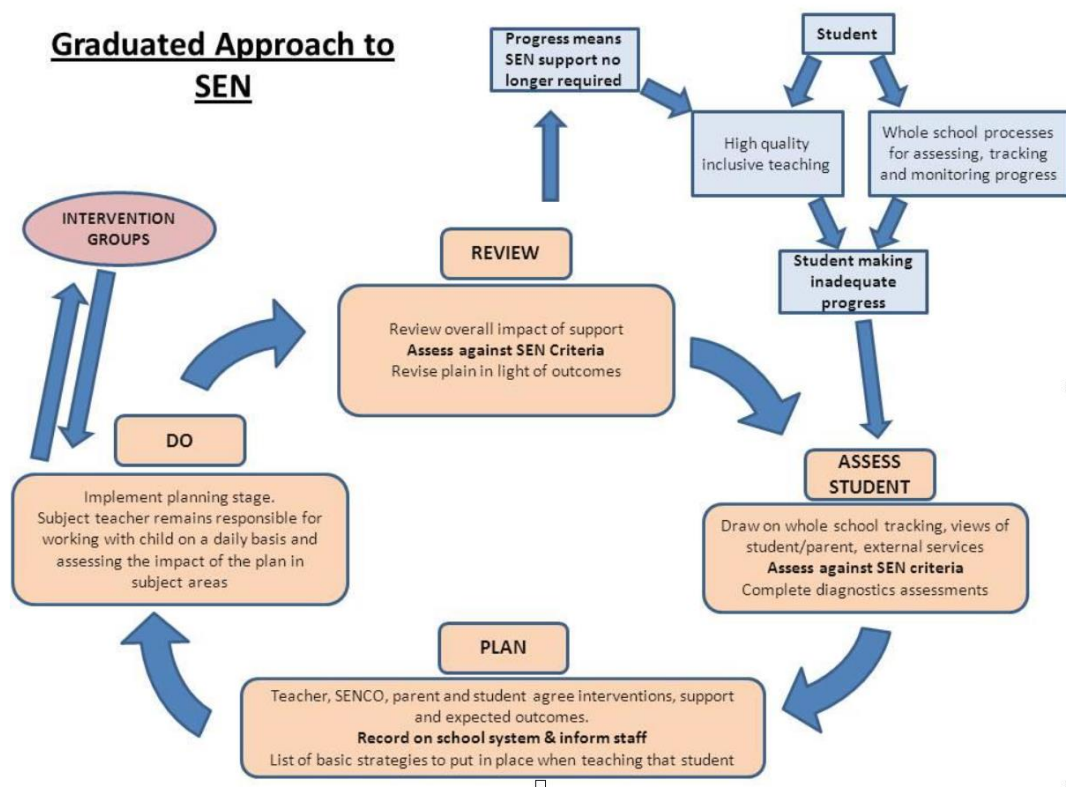 Graduated Approach to
SEN
Progress means
SEN support no
longer required
Student
High quality
inclusive teaching
Whole school processes
for assessing, tracking
and monitoring progress
Student making
inadequate
progress
INTERVENTION
GROUPS
REVIEW
Review overall impact of support
Assess against SEN Criteria
Revise plain in light of outcomes
DO
Implement planning stage.
Subject teacher remains responsible for
working with child on a daily basis and
assessing the impact of the plan in
subject areas
ASSESS
STUDENT
Draw on whole school tracking, views of
student/parent, external services
Assess against SEN criteria
Complete diagnostics assessments
PLAN
Teacher, SENCO, parent and student agree interventions, support
and expected outcomes.
Record on school system & inform staff
List of basic strategies to put in place when teaching that student